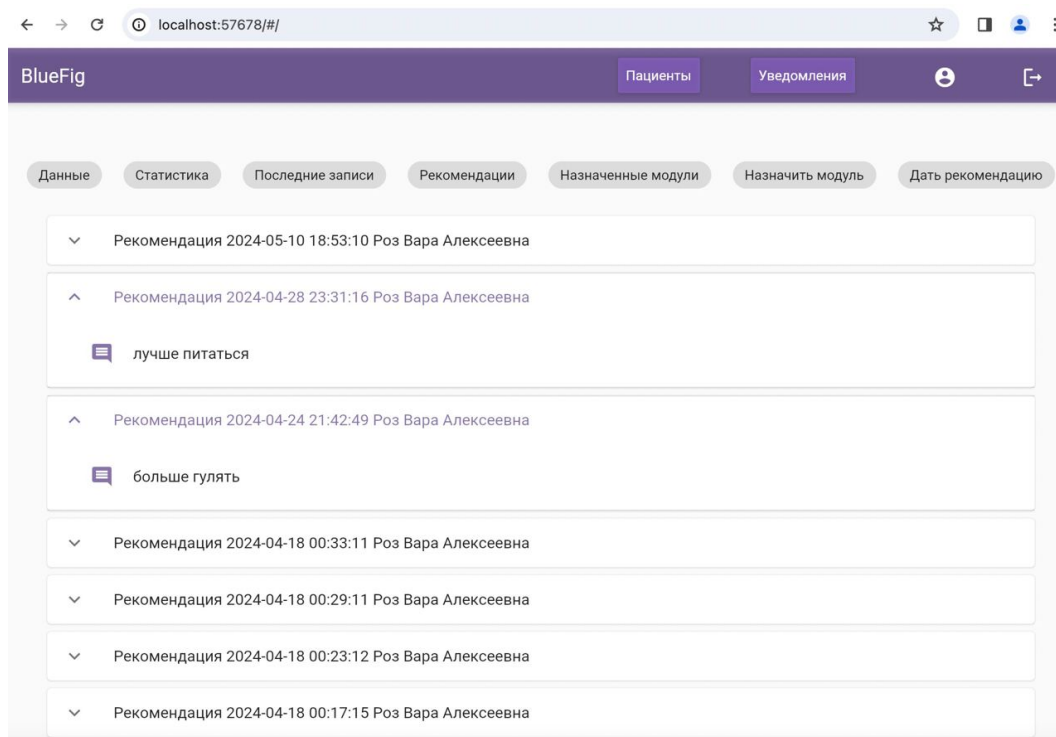 localhost:57678/#/
BlueFig Пациенты Уведомления
Данные Статистика Последние записи Рекомендации Назначенные модули Назначить модуль Дать рекомендацию
Рекомендация 2024-05-10 18:53:10 Роз Вара Алексеевна
Рекомендация 2024-04-28 23:31:16 Роз Вара Алексеевна
лучше питаться
Рекомендация 2024-04-24 21:42:49 Роз Вара Алексеевна
больше гулять
Рекомендация 2024-04-18 00:33:11 Роз Вара Алексеевна
Рекомендация 2024-04-18 00:29:11 Роз Вара Алексеевна
Рекомендация 2024-04-18 00:23:12 Роз Вара Алексеевна
Рекомендация 2024-04-18 00:17:15 Роз Вара Алексеевна